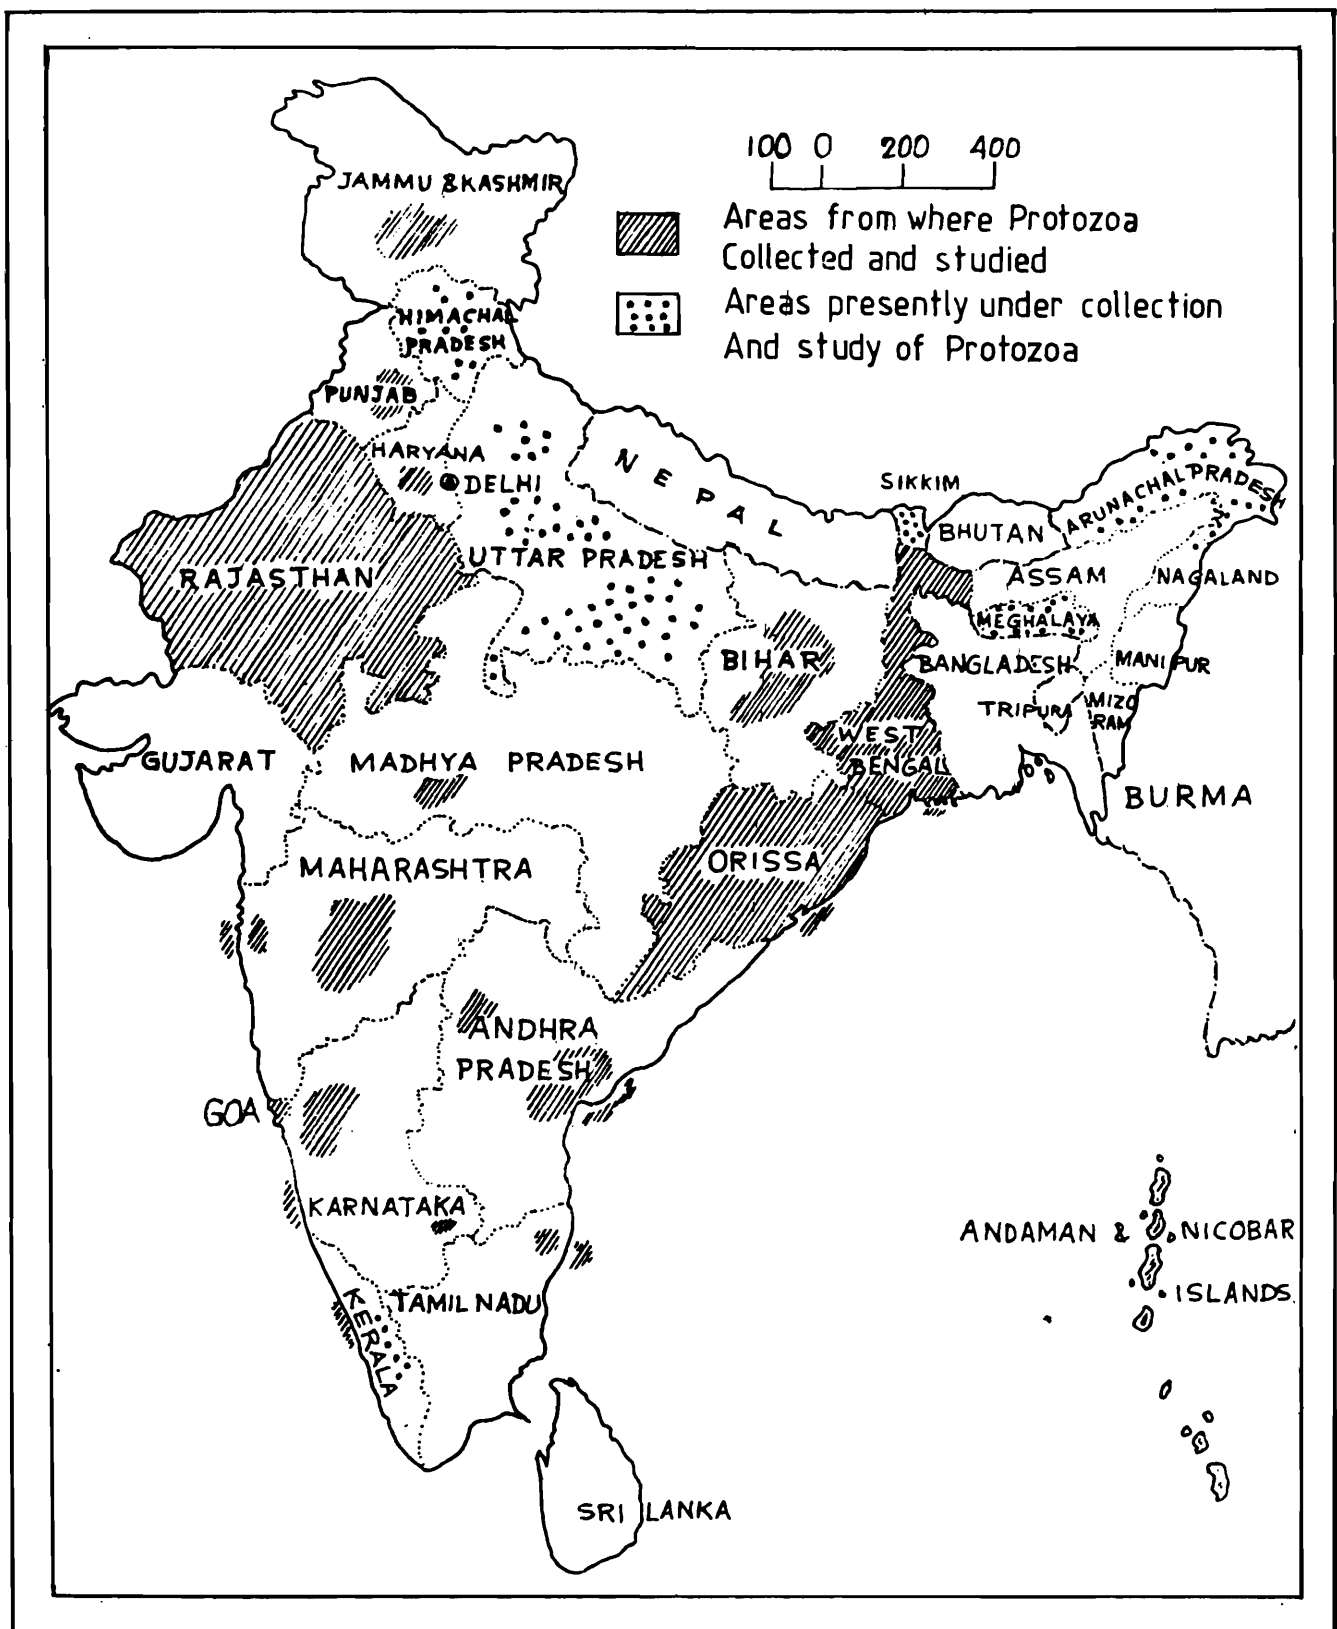 100 0 200 400
Areas from where Protozoa
Collected and studied
Areas presently under collection
And study of Protozoa
JAMMU & KASHMIR
HIMACHAL
PRADESH
PUNJAB
HARYANA
DELHI
NEPAL
SIKKIM
BHUTAN
ARUNACHAL PRADESH
RAJASTHAN
UTTAR PRADESH
ASSAM
NAGALAND
MEGHALAYA
BIHAR
BANGLADESH
MANIPUR
TRIPURA
MIZO
RAM
GUJARAT
MADHYA PRADESH
WEST
BENGAL
BURMA
MAHARASHTRA
ORISSA
ANDHRA
PRADESH
GOA
KARNATAKA
ANDAMAN & NICOBAR
ISLANDS.
TAMIL NADU
KERALA
SRI LANKA